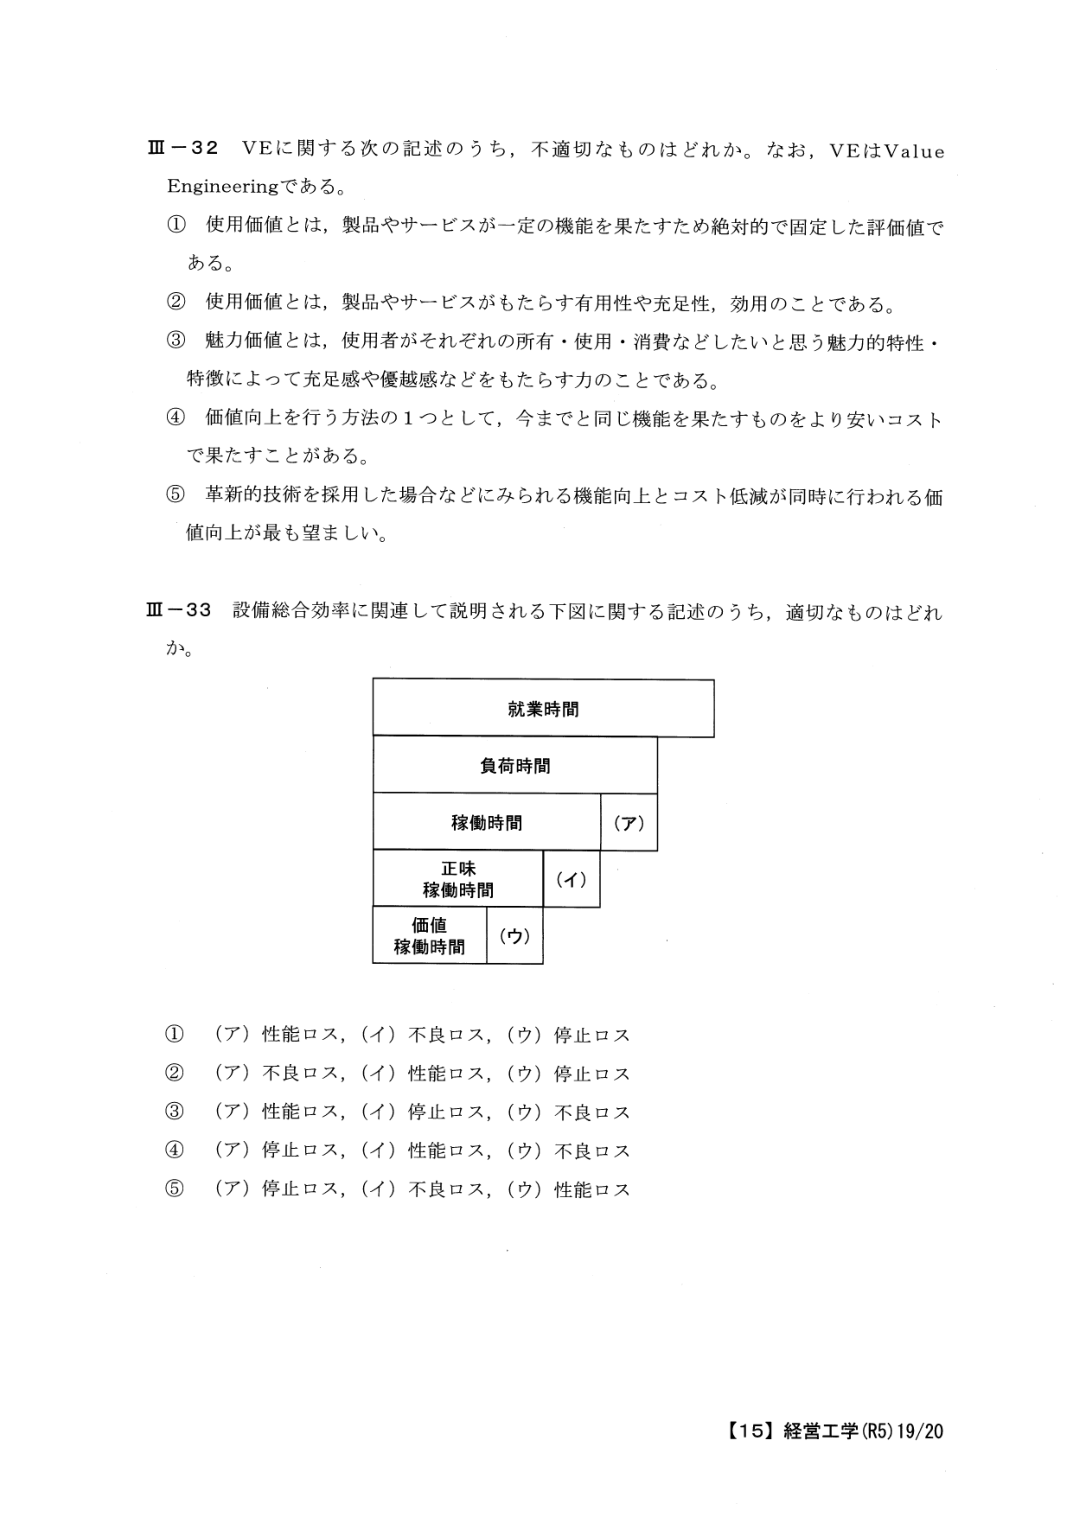 Ⅲ－32　VEに関する次の記述のうち，不適切なものはどれか。なお，VEはValue
Engineeringである。
①　使用価値とは，製品やサービスが一定の機能を果たすため絶対的で固定した評価値で
ある。
②　使用価値とは，製品やサービスがもたらす有用性や充足性，効用のことである。
③　魅力価値とは，使用者がそれぞれの所有・使用・消費などしたいと思う魅力的特性・
特徴によって充足感や優越感などをもたらす力のことである。
④　価値向上を行う方法の１つとして，今までと同じ機能を果たすものをより安いコスト
で果たすことがある。
⑤　革新的技術を採用した場合などにみられる機能向上とコスト低減が同時に行われる価
値向上が最も望ましい。
Ⅲ－33　設備総合効率に関連して説明される下図に関する記述のうち，適切なものはどれ
か。
就業時間
負荷時間
稼働時間　（ア）
正味
稼働時間　（イ）
価値
稼働時間　（ウ）
①　（ア）性能ロス，（イ）不良ロス，（ウ）停止ロス
②　（ア）不良ロス，（イ）性能ロス，（ウ）停止ロス
③　（ア）性能ロス，（イ）停止ロス，（ウ）不良ロス
④　（ア）停止ロス，（イ）性能ロス，（ウ）不良ロス
⑤　（ア）停止ロス，（イ）不良ロス，（ウ）性能ロス
【15】経営工学(R5)19/20